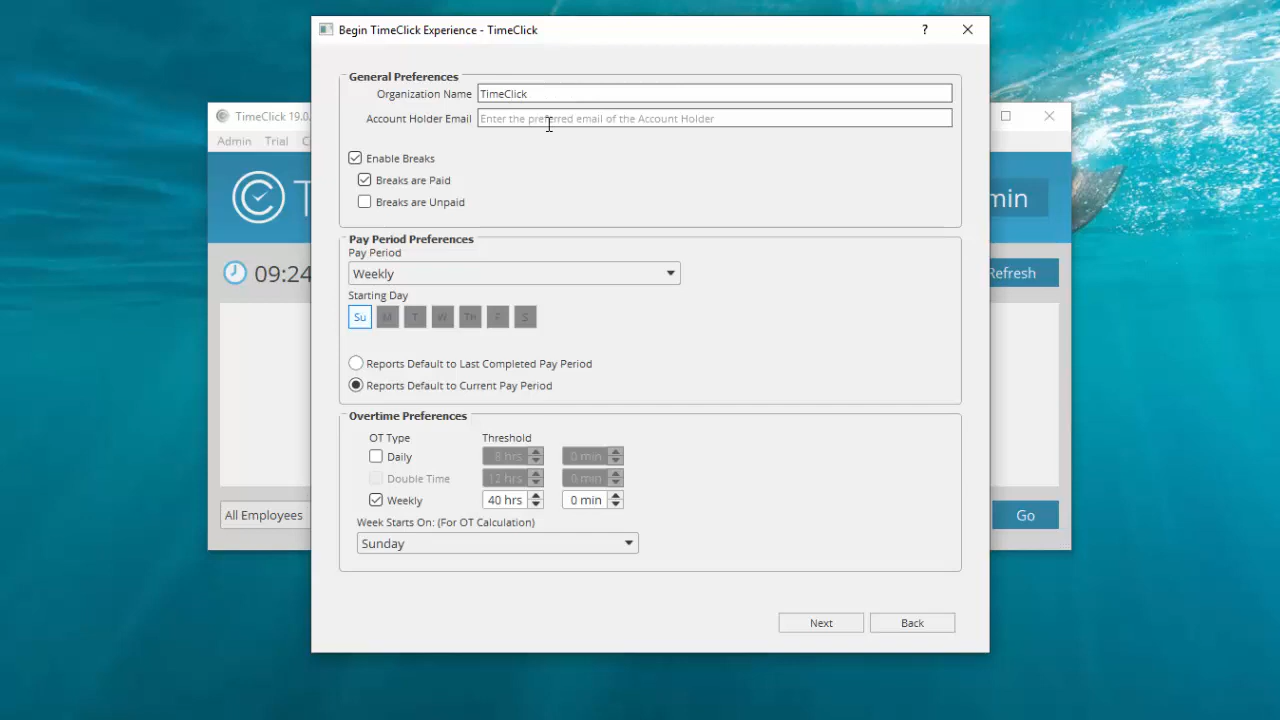 Begin TimeClick Experience - TimeClick
?
General Preferences
Organization Name TimeClick
Account Holder Email Enter the preferred email of the Account Holder
Enable Breaks
Breaks are Paid
Breaks are Unpaid
Pay Period Preferences
Pay Period
Weekly
Starting Day
Su M T W TH F S
Reports Default to Last Completed Pay Period
Reports Default to Current Pay Period
Overtime Preferences
OT Type Threshold
Daily 8 hrs 0 min
Double Time 12 hrs 0 min
Weekly 40 hrs 0 min
Week Starts On: (For OT Calculation)
Sunday
Next Back
TimeClick 19.0.
Admin Trial C
T
min
09:24
Refresh
All Employees
Go